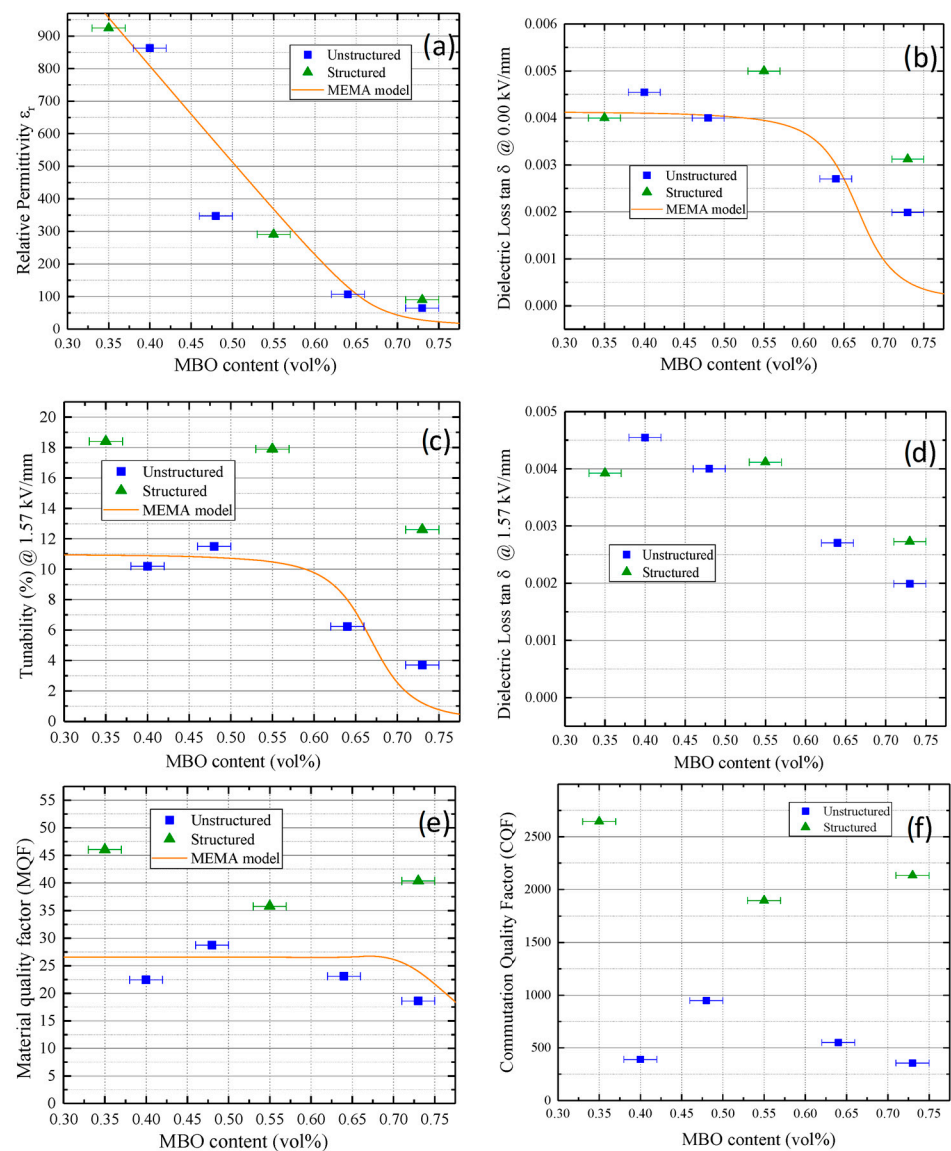 (a)
Unstructured
Structured
MEMA model
Relative Permittivity εr
900
800
700
600
500
400
300
200
100
0
0.30 0.35 0.40 0.45 0.50 0.55 0.60 0.65 0.70 0.75
MBO content (vol%)
(b)
Unstructured
Structured
MEMA model
Dielectric Loss tan δ @ 0.00 kV/mm
0.006
0.005
0.004
0.003
0.002
0.001
0.000
0.30 0.35 0.40 0.45 0.50 0.55 0.60 0.65 0.70 0.75
MBO content (vol%)
(c)
Unstructured
Structured
MEMA model
Tunability (%) @ 1.57 kV/mm
20
18
16
14
12
10
8
6
4
2
0
0.30 0.35 0.40 0.45 0.50 0.55 0.60 0.65 0.70 0.75
MBO content (vol%)
(d)
Unstructured
Structured
Dielectric Loss tan δ @ 1.57 kV/mm
0.005
0.004
0.003
0.002
0.001
0.000
0.30 0.35 0.40 0.45 0.50 0.55 0.60 0.65 0.70 0.75
MBO content (vol%)
(e)
Unstructured
Structured
MEMA model
Material quality factor (MQF)
55
50
45
40
35
30
25
20
15
10
5
0
0.30 0.35 0.40 0.45 0.50 0.55 0.60 0.65 0.70 0.75
MBO content (vol%)
(f)
Unstructured
Structured
Commutation Quality Factor (CQF)
2500
2000
1500
1000
500
0
0.30 0.35 0.40 0.45 0.50 0.55 0.60 0.65 0.70 0.75
MBO content (vol%)